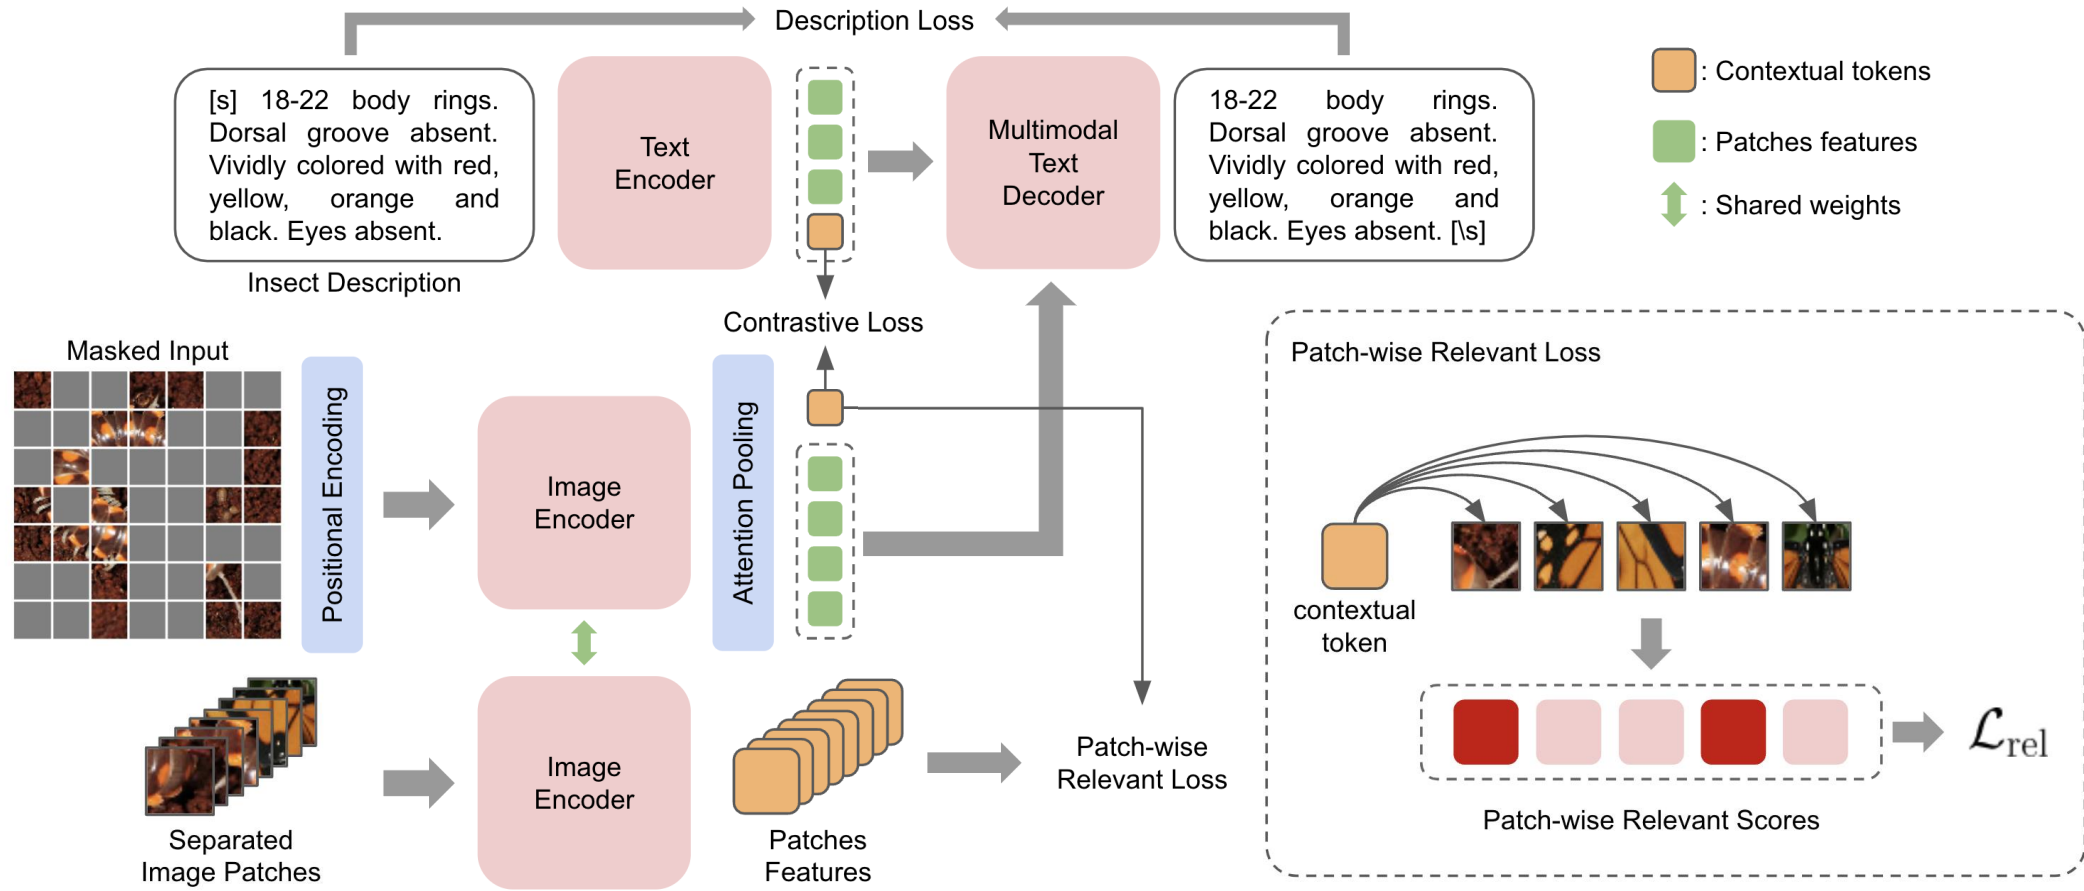 Description Loss
[s] 18-22 body rings.
Dorsal groove absent.
Vividly colored with red,
yellow, orange and
black. Eyes absent.
Insect Description
Text
Encoder
Multimodal
Text
Decoder
18-22 body rings.
Dorsal groove absent.
Vividly colored with red,
yellow, orange and
black. Eyes absent. [\s]
: Contextual tokens
: Patches features
: Shared weights
Contrastive Loss
Masked Input
Positional Encoding
Image
Encoder
Attention Pooling
Separated
Image Patches
Image
Encoder
Patches
Features
Patch-wise
Relevant Loss
Patch-wise Relevant Loss
contextual
token
ℒrel
Patch-wise Relevant Scores